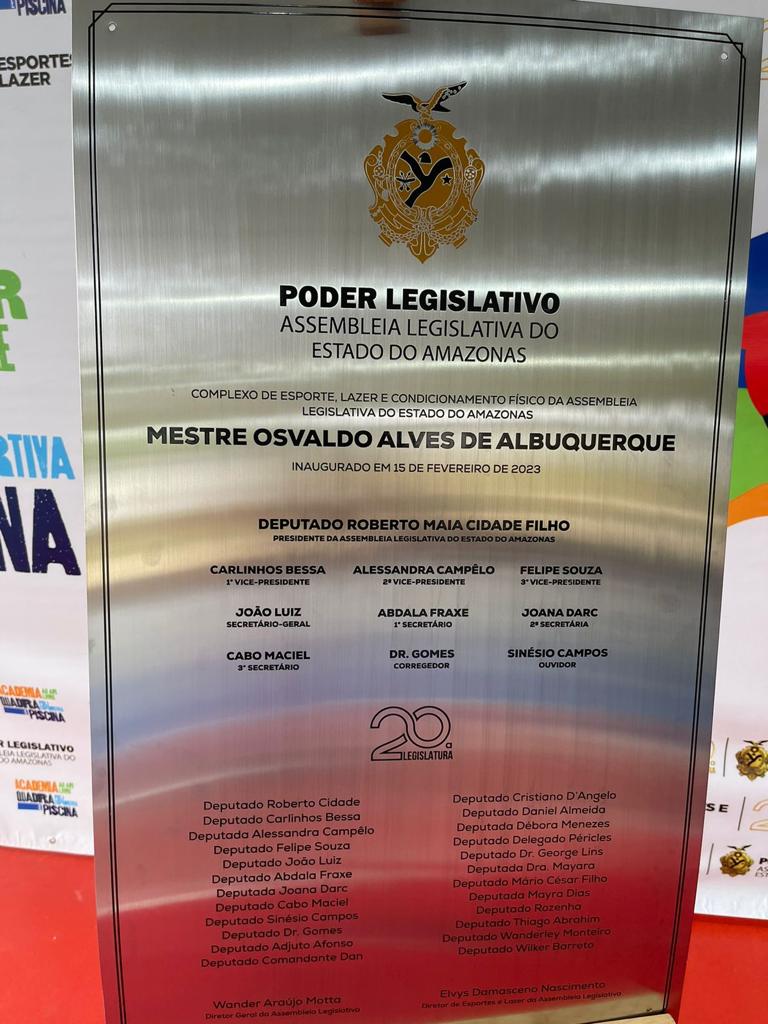 PISCINA
ESPORTE
LAZER
PODER LEGISLATIVO
ASSEMBLEIA LEGISLATIVA DO
ESTADO DO AMAZONAS
COMPLEXO DE ESPORTE, LAZER E CONDICIONAMENTO FÍSICO DA ASSEMBLEIA
LEGISLATIVA DO ESTADO DO AMAZONAS
MESTRE OSVALDO ALVES DE ALBUQUERQUE
INAUGURADO EM 15 DE FEVEREIRO DE 2023
DEPUTADO ROBERTO MAIA CIDADE FILHO
PRESIDENTE DA ASSEMBLEIA LEGISLATIVA DO ESTADO DO AMAZONAS
CARLINHOS BESSA ALESSANDRA CAMPÊLO FELIPE SOUZA
1º VICE-PRESIDENTE 2ª VICE-PRESIDENTE 3º VICE-PRESIDENTE
JOÃO LUIZ ABDALA FRAXE JOANA DARC
SECRETÁRIO-GERAL 1º SECRETÁRIO 2ª SECRETÁRIA
CABO MACIEL DR. GOMES SINÉSIO CAMPOS
3º SECRETÁRIO CORREGEDOR OUVIDOR
20ª
LEGISLATURA
Deputado Roberto Cidade
Deputado Carlinhos Bessa
Deputada Alessandra Campêlo
Deputado Felipe Souza
Deputado João Luiz
Deputado Abdala Fraxe
Deputada Joana Darc
Deputado Cabo Maciel
Deputado Sinésio Campos
Deputado Dr. Gomes
Deputado Adjuto Afonso
Deputado Comandante Dan
Deputado Cristiano D'Angelo
Deputado Daniel Almeida
Deputada Débora Menezes
Deputado Delegado Péricles
Deputado Dr. George Lins
Deputada Dra. Mayara
Deputado Mário César Filho
Deputada Mayra Dias
Deputado Rozenha
Deputado Thiago Abrahim
Deputado Wanderley Monteiro
Deputado Wilker Barreto
Wander Araújo Motta
Diretor Geral da Assembleia Legislativa
Elvys Damasceno Nascimento
Diretor de Esportes e Lazer da Assembleia Legislativa
RTIVA
NA
ACADEMIA
QUADRA
PISCINA
R LEGISLATIVO
LEIA LEGISLATIVA DO
DO AMAZONAS
ACADEMIA
QUADRA
PISCINA